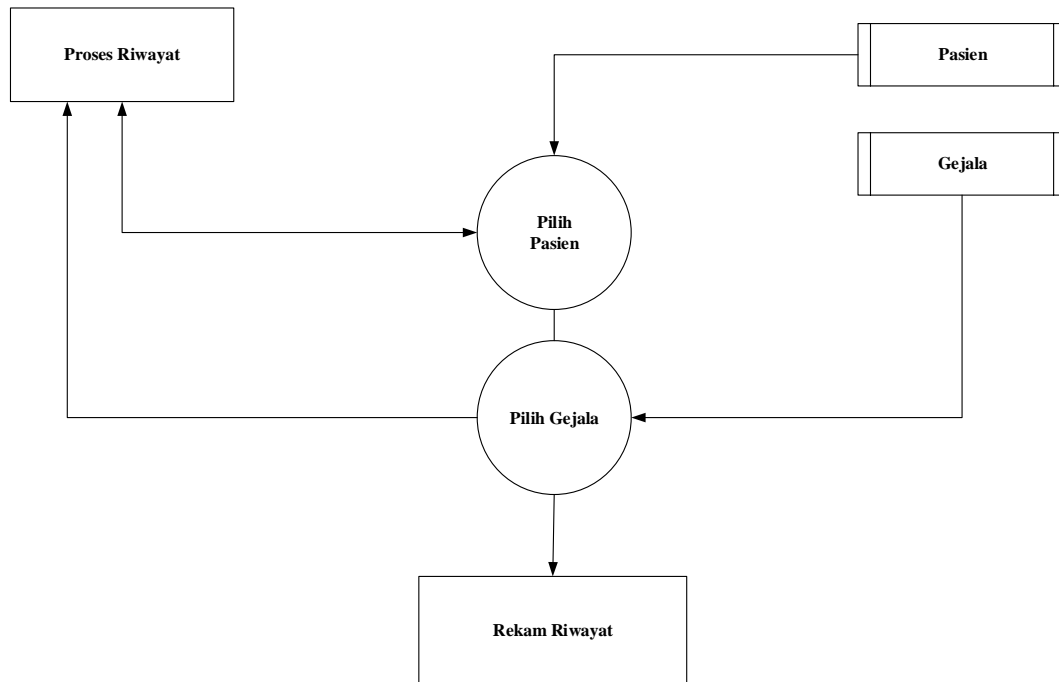 Proses Riwayat
Pasien
Gejala
Pilih
Pasien
Pilih Gejala
Rekam Riwayat